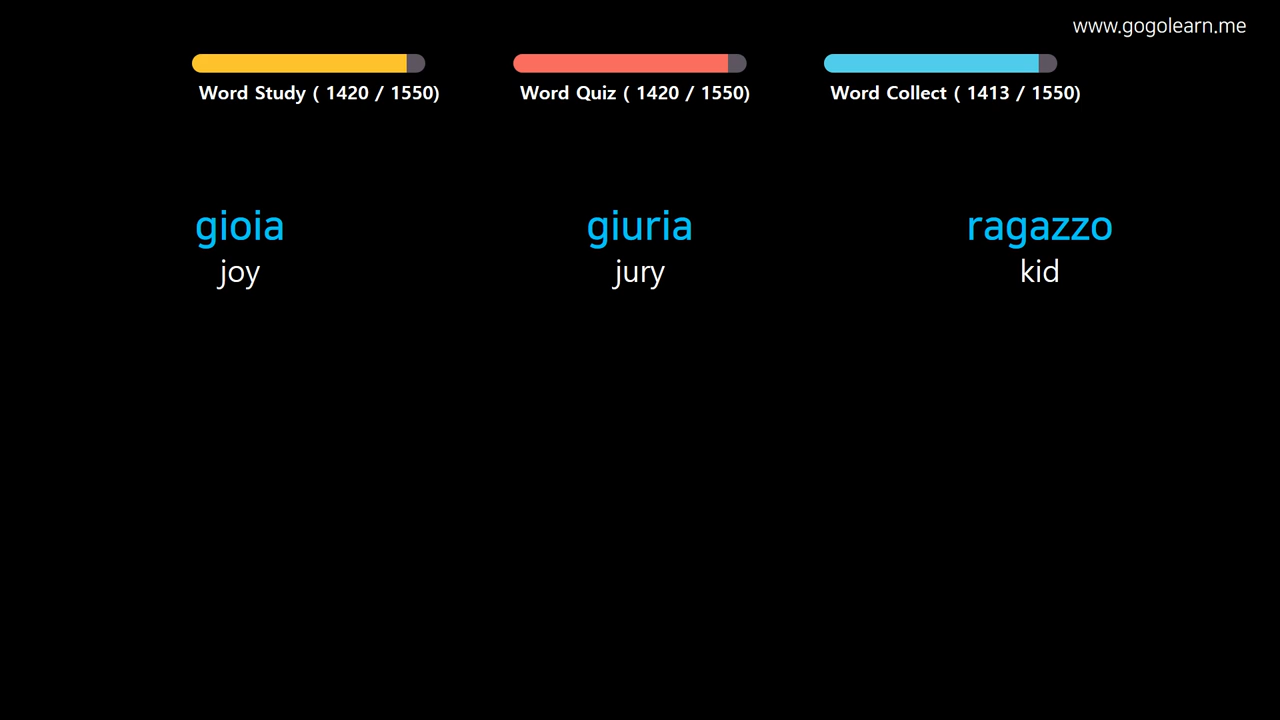 www.gogolearn.me
Word Study ( 1420 / 1550)
Word Quiz ( 1420 / 1550)
Word Collect ( 1413 / 1550)
gioia
joy
giuria
jury
ragazzo
kid